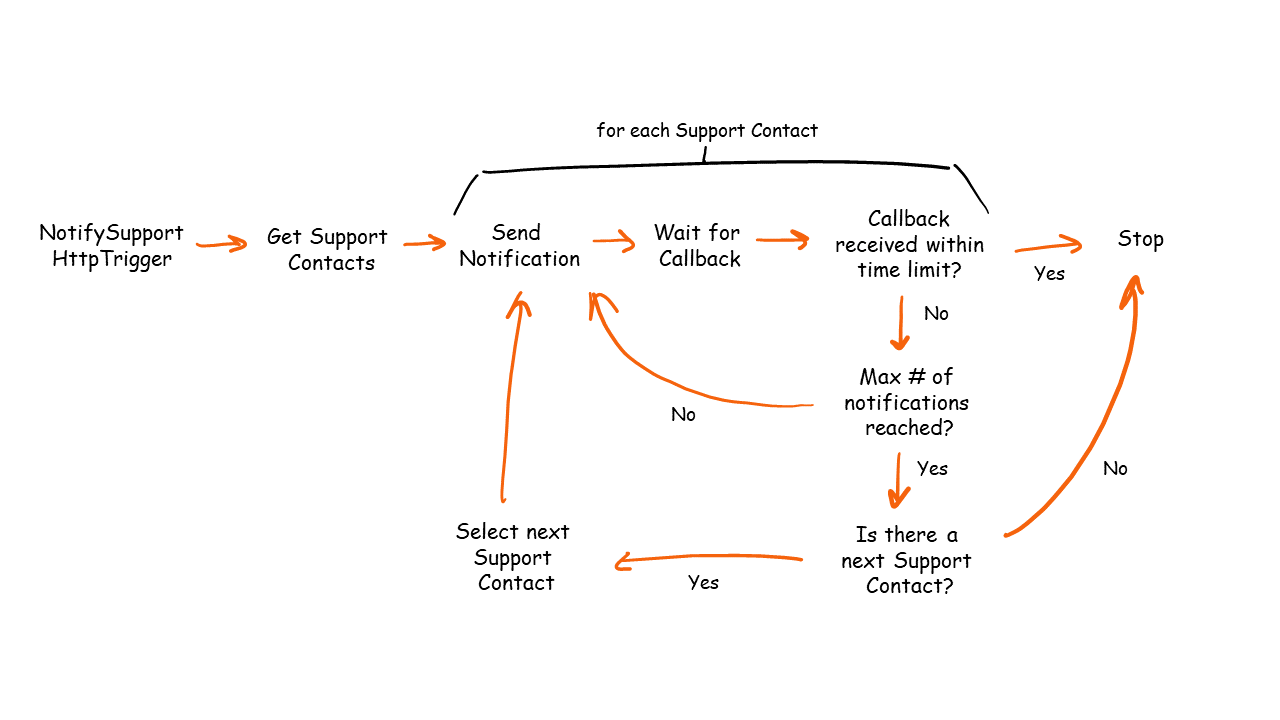 for each Support Contact
NotifySupport
HttpTrigger
Get Support
Contacts
Send
Notification
Wait for
Callback
Callback
received within
time limit?
Yes
Stop
No
Max # of
notifications
reached?
No
Yes
No
Is there a
next Support
Contact?
Yes
Select next
Support
Contact